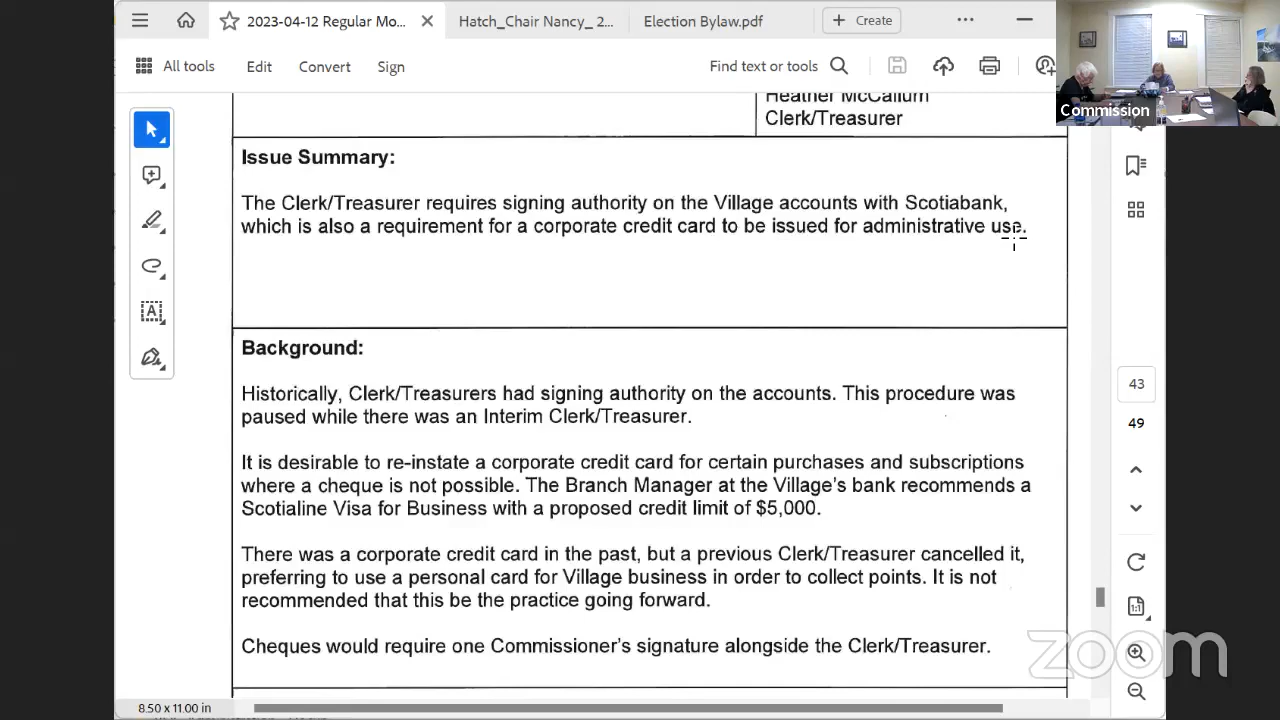 2023-04-12 Regular Mo...
Hatch_Chair Nancy_ 2...
Election Bylaw.pdf
Create
All tools
Edit
Convert
Sign
Find text or tools
Commission
Heather McCallum
Clerk/Treasurer
Issue Summary:
The Clerk/Treasurer requires signing authority on the Village accounts with Scotiabank,
which is also a requirement for a corporate credit card to be issued for administrative use.
Background:
Historically, Clerk/Treasurers had signing authority on the accounts. This procedure was
paused while there was an Interim Clerk/Treasurer.
It is desirable to re-instate a corporate credit card for certain purchases and subscriptions
where a cheque is not possible. The Branch Manager at the Village's bank recommends a
Scotialine Visa for Business with a proposed credit limit of $5,000.
There was a corporate credit card in the past, but a previous Clerk/Treasurer cancelled it,
preferring to use a personal card for Village business in order to collect points. It is not
recommended that this be the practice going forward.
Cheques would require one Commissioner's signature alongside the Clerk/Treasurer.
43
49
1:1
zoom
8.50 x 11.00 in